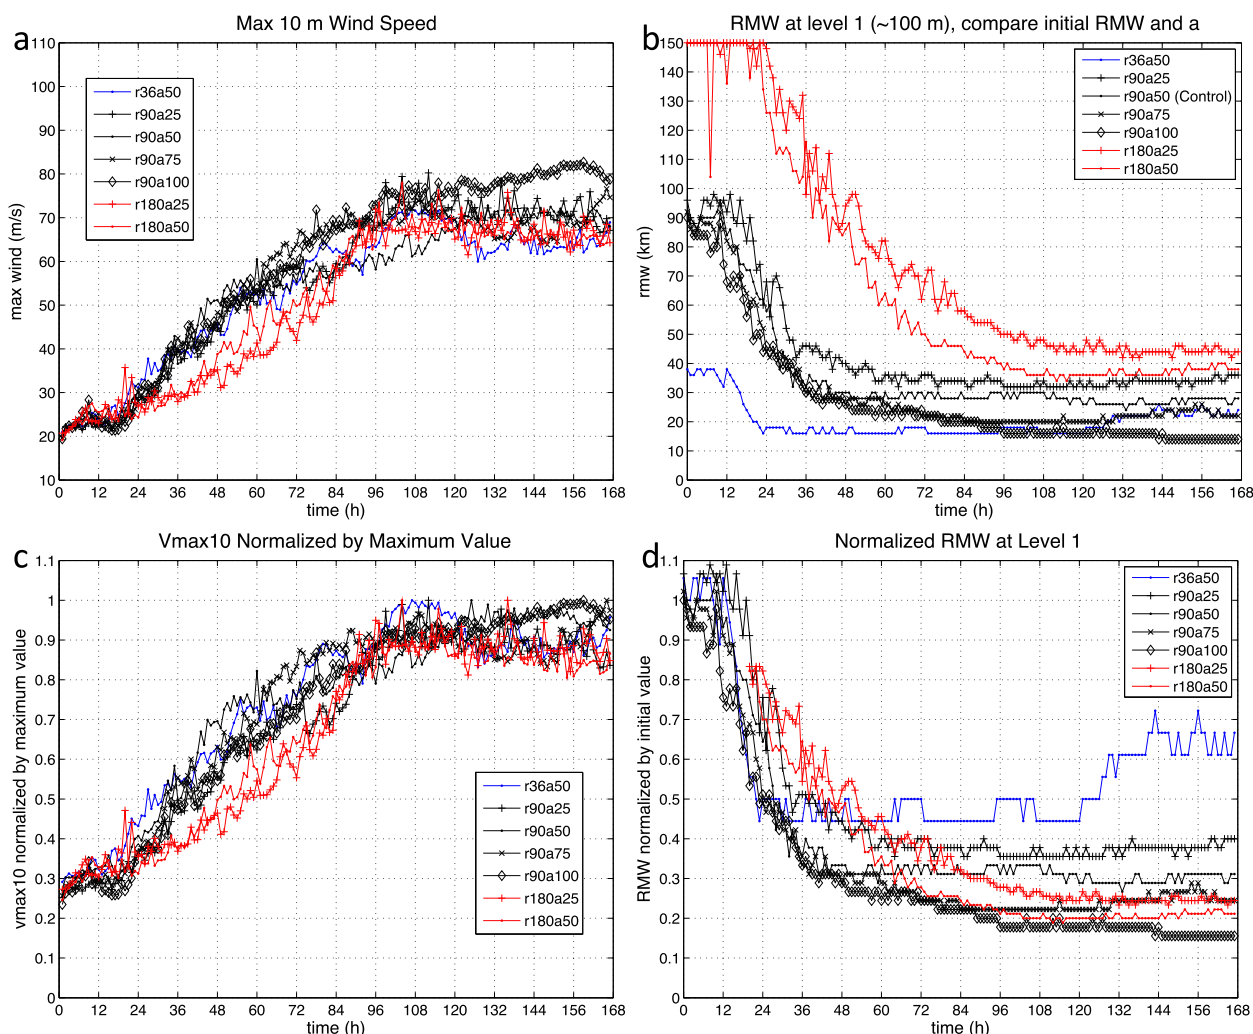 a
Max 10 m Wind Speed
110
100
90
80
70
60
50
40
30
20
10
max wind (m/s)
r36a50
r90a25
r90a50
r90a75
r90a100
r180a25
r180a50
0 12 24 36 48 60 72 84 96 108 120 132 144 156 168
time (h)
b
RMW at level 1 (~100 m), compare initial RMW and a
150
140
130
120
110
100
90
80
70
60
50
40
30
20
10
0
rmw (km)
r36a50
r90a25
r90a50 (Control)
r90a75
r90a100
r180a25
r180a50
0 12 24 36 48 60 72 84 96 108 120 132 144 156 168
time (h)
c
Vmax10 Normalized by Maximum Value
1.1
1
0.9
0.8
0.7
0.6
0.5
0.4
0.3
0.2
0.1
0
vmax10 normalized by maximum value
r36a50
r90a25
r90a50
r90a75
r90a100
r180a25
r180a50
0 12 24 36 48 60 72 84 96 108 120 132 144 156 168
time (h)
d
Normalized RMW at Level 1
1.1
1
0.9
0.8
0.7
0.6
0.5
0.4
0.3
0.2
0.1
0
RMW normalized by initial value
r36a50
r90a25
r90a50
r90a75
r90a100
r180a25
r180a50
0 12 24 36 48 60 72 84 96 108 120 132 144 156 168
time (h)